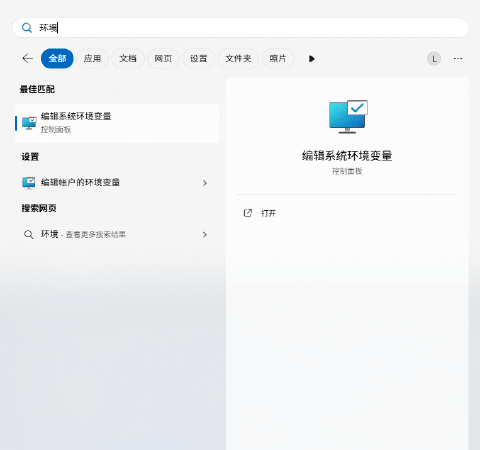 环境
全部 应用 文档 网页 设置 文件夹 照片 L
最佳匹配
编辑系统环境变量
控制面板
设置
编辑帐户的环境变量
搜索网页
环境 - 查看更多搜索结果
编辑系统环境变量
控制面板
打开